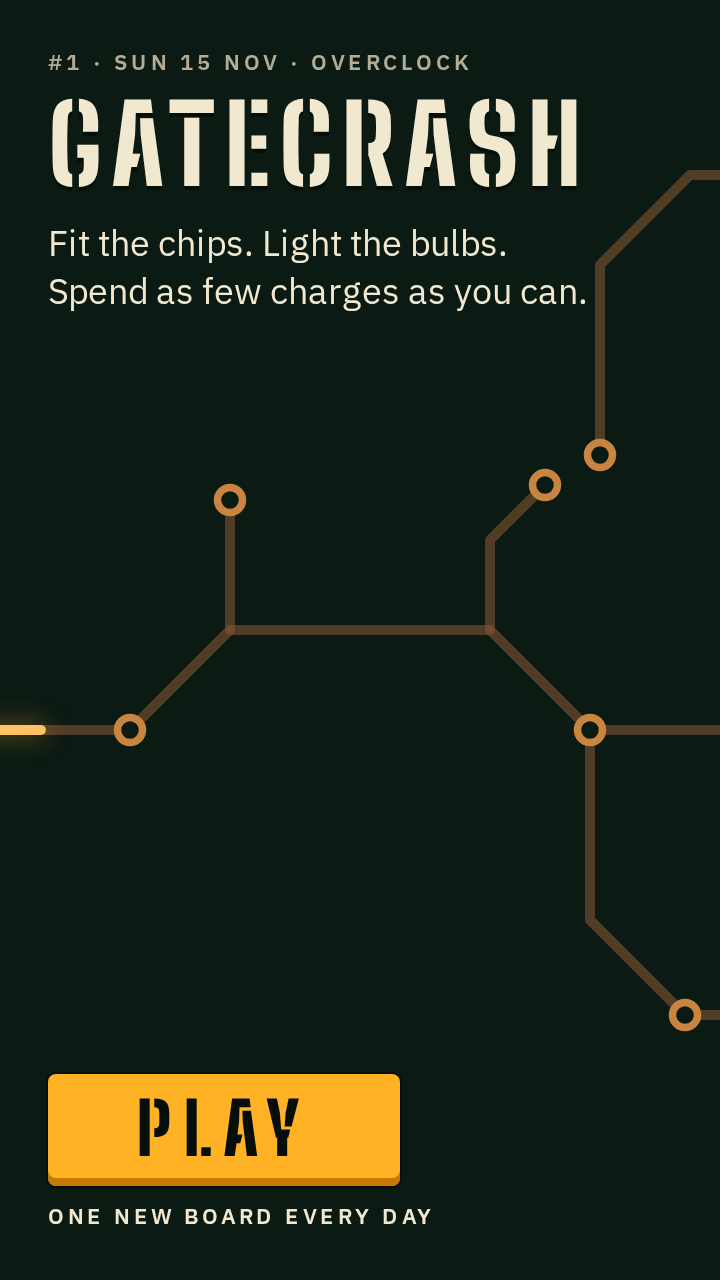 #1 · SUN 15 NOV · OVERCLOCK
GATECRASH
Fit the chips. Light the bulbs.
Spend as few charges as you can.
PLAY
ONE NEW BOARD EVERY DAY